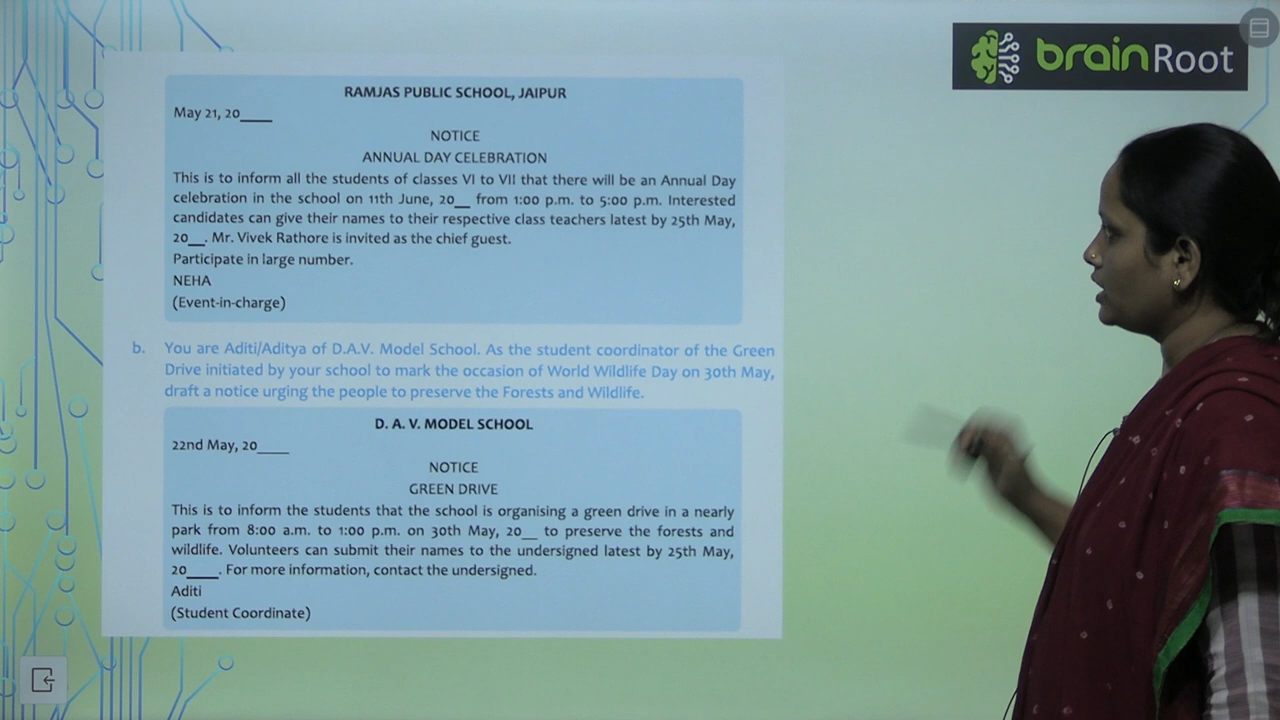 brainRoot
RAMJAS PUBLIC SCHOOL, JAIPUR
May 21, 20____
NOTICE
ANNUAL DAY CELEBRATION
This is to inform all the students of classes VI to VII that there will be an Annual Day
celebration in the school on 11th June, 20__ from 1:00 p.m. to 5:00 p.m. Interested
candidates can give their names to their respective class teachers latest by 25th May,
20__. Mr. Vivek Rathore is invited as the chief guest.
Participate in large number.
NEHA
(Event-in-charge)
b. You are Aditi/Aditya of D.A.V. Model School. As the student coordinator of the Green
Drive initiated by your school to mark the occasion of World Wildlife Day on 30th May,
draft a notice urging the people to preserve the Forests and Wildlife.
D. A. V. MODEL SCHOOL
22nd May, 20____
NOTICE
GREEN DRIVE
This is to inform the students that the school is organising a green drive in a nearly
park from 8:00 a.m. to 1:00 p.m. on 30th May, 20__ to preserve the forests and
wildlife. Volunteers can submit their names to the undersigned latest by 25th May,
20____. For more information, contact the undersigned.
Aditi
(Student Coordinate)